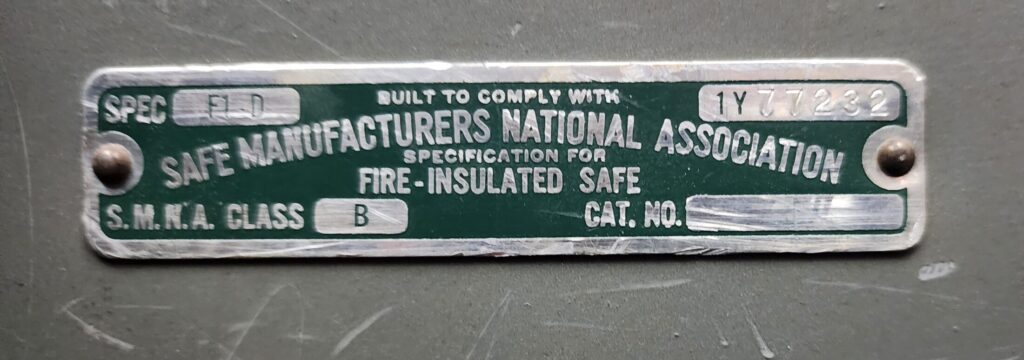 SPEC F1-D
BUILT TO COMPLY WITH
1Y77232
SAFE MANUFACTURERS NATIONAL ASSOCIATION
SPECIFICATION FOR
FIRE-INSULATED SAFE
S.M.N.A. CLASS B
CAT. NO.